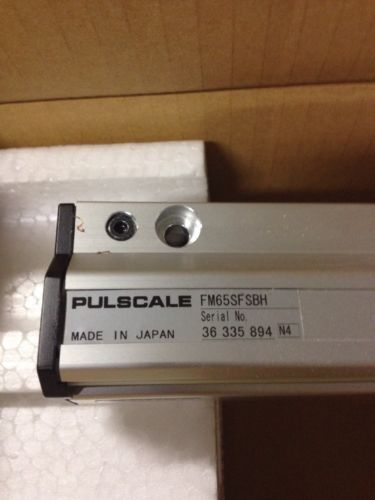 PULSCALE FM65SFSBH
Serial No.
MADE IN JAPAN 36 335 894 N4